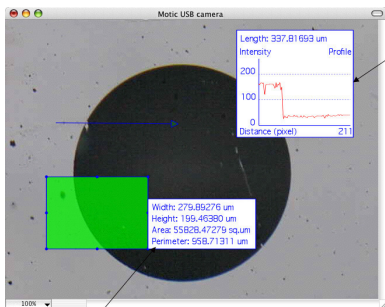 Motic USB camera
Length: 337.81693 um
Intensity Profile
200
100
0
Distance (pixel) 211
Width: 279.89276 um
Height: 199.46380 um
Area: 55828.47279 sq.um
Perimeter: 958.71311 um
100%